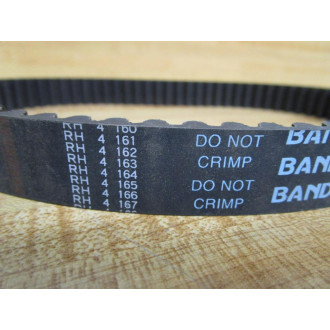 RH 4 160
RH 4 161
RH 4 162
RH 4 163
RH 4 164
RH 4 165
RH 4 166
RH 4 167
DO NOT
CRIMP
DO NOT
CRIMP
BAND